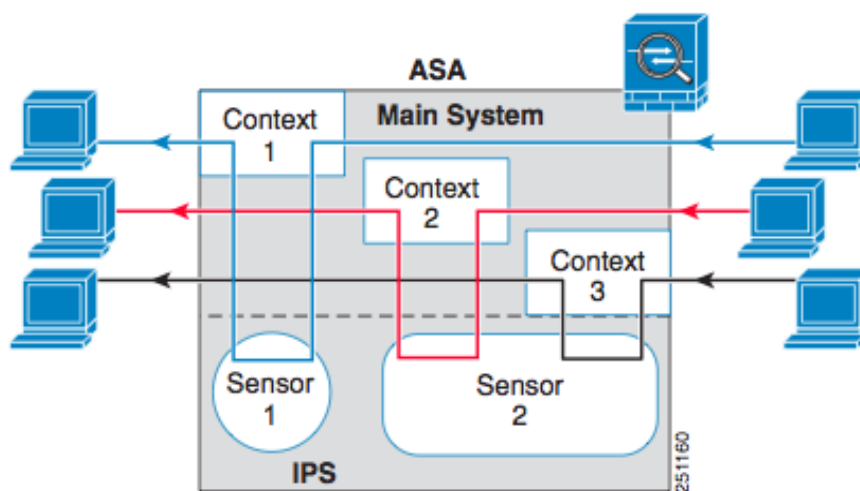 ASA
Main System
Context
1
Context
2
Context
3
Sensor
1
Sensor
2
IPS
251160